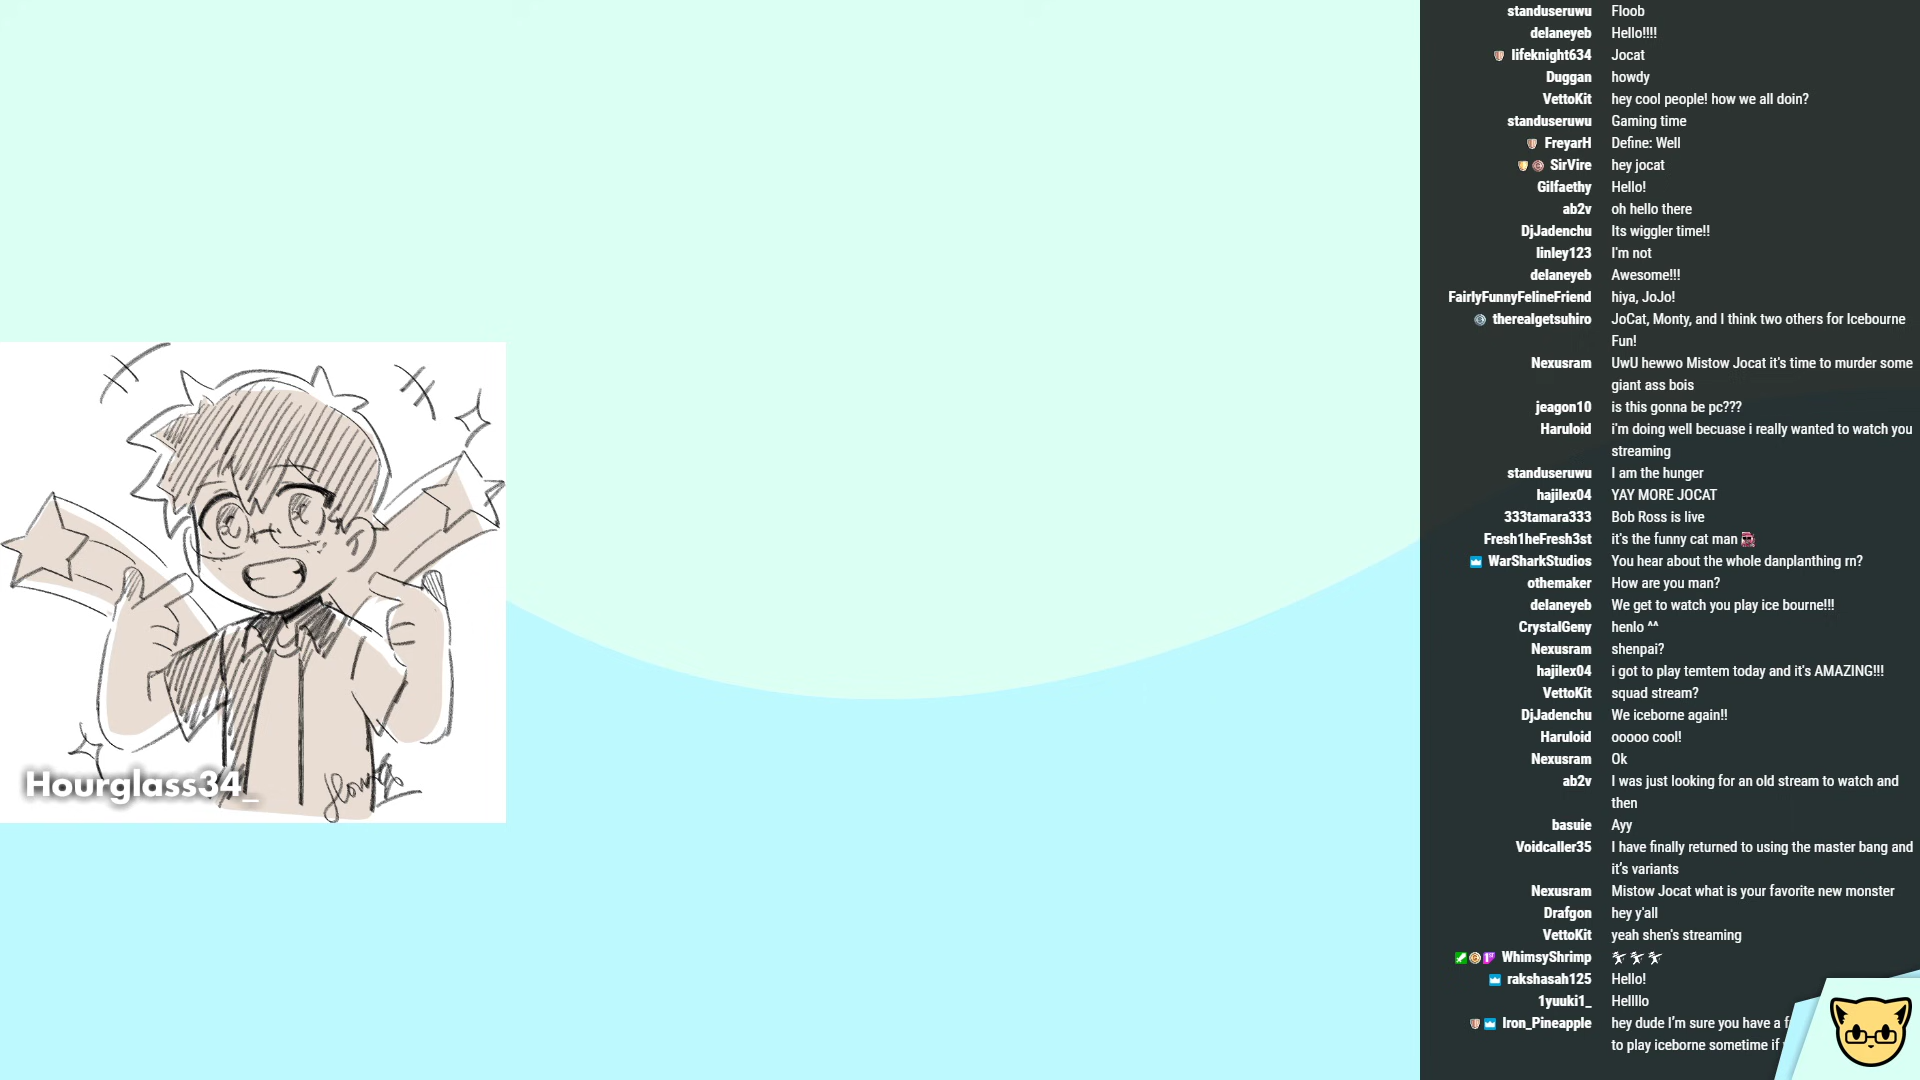 standuseruwu Floob
delaneyeb Hello!!!!
lifeknight634 Jocat
Duggan howdy
VettoKit hey cool people! how we all doin?
standuseruwu Gaming time
FreyarH Define: Well
SirVire hey jocat
Gilfaethy Hello!
ab2v oh hello there
DjJadenchu Its wiggler time!!
linley123 I'm not
delaneyeb Awesome!!!
FairlyFunnyFelineFriend hiya, JoJo!
therealgetsuhiro JoCat, Monty, and I think two others for Icebourne
Fun!
Nexusram UwU hewwo Mistow Jocat it's time to murder some
giant ass bois
jeagon10 is this gonna be pc???
Haruloid i'm doing well becuase i really wanted to watch you
streaming
standuseruwu I am the hunger
hajilex04 YAY MORE JOCAT
333tamara333 Bob Ross is live
Fresh1heFresh3st it's the funny cat man
WarSharkStudios You hear about the whole danplanthing rn?
othemaker How are you man?
delaneyeb We get to watch you play ice bourne!!!
CrystalGeny henlo ^^
Nexusram shenpai?
hajilex04 i got to play temtem today and it's AMAZING!!!
VettoKit squad stream?
DjJadenchu We iceborne again!!
Haruloid ooooo cool!
Nexusram Ok
ab2v I was just looking for an old stream to watch and
then
basuie Ayy
Voidcaller35 I have finally returned to using the master bang and
it’s variants
Nexusram Mistow Jocat what is your favorite new monster
Drafgon hey y'all
VettoKit yeah shen's streaming
WhimsyShrimp
rakshasah125 Hello!
1yuuki1_ Hellllo
Iron_Pineapple hey dude I’m sure you have a
to play iceborne sometime if
Hourglass34_